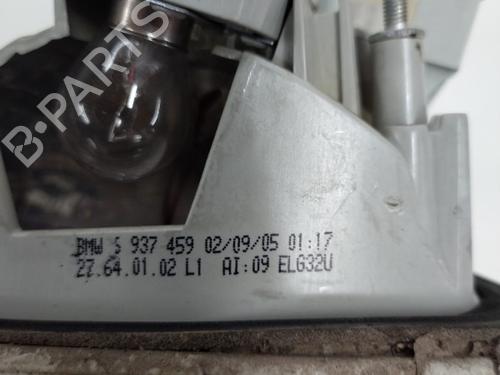 B-PARTS
BMW 6 937 459 02/09/05 01:17
27.64.01.02 L1 AI:09 ELG32U